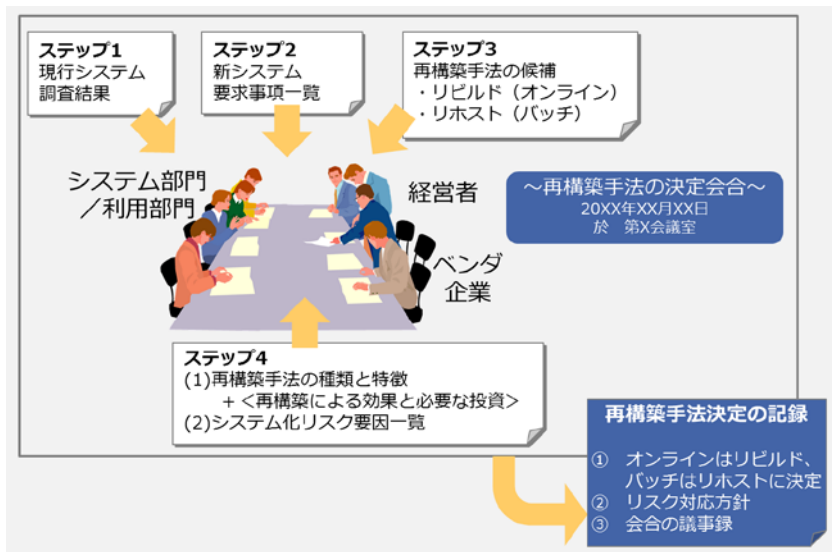 ステップ1
現行システム
調査結果
ステップ2
新システム
要求事項一覧
ステップ3
再構築手法の候補
・リビルド（オンライン）
・リホスト（バッチ）
システム部門
／利用部門
経営者
ベンダ
企業
～再構築手法の決定会合～
20XX年XX月XX日
於　第X会議室
ステップ4
(1)再構築手法の種類と特徴
＋＜再構築による効果と必要な投資＞
(2)システム化リスク要因一覧
再構築手法決定の記録
①　オンラインはリビルド、
バッチはリホストに決定
②　リスク対応方針
③　会合の議事録